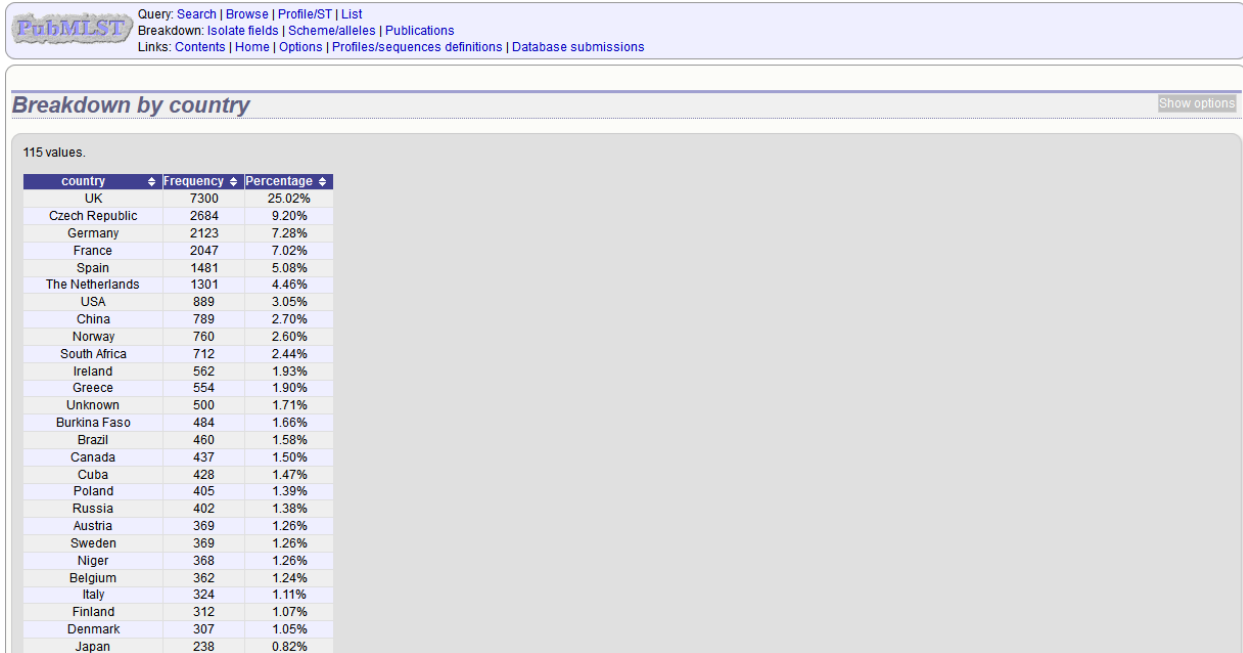 PubMLST
Query: Search | Browse | Profile/ST | List
Breakdown: Isolate fields | Scheme/alleles | Publications
Links: Contents | Home | Options | Profiles/sequences definitions | Database submissions
Breakdown by country
Show options
115 values.
country Frequency Percentage
UK 7300 25.02%
Czech Republic 2684 9.20%
Germany 2123 7.28%
France 2047 7.02%
Spain 1481 5.08%
The Netherlands 1301 4.46%
USA 889 3.05%
China 789 2.70%
Norway 760 2.60%
South Africa 712 2.44%
Ireland 562 1.93%
Greece 554 1.90%
Unknown 500 1.71%
Burkina Faso 484 1.66%
Brazil 460 1.58%
Canada 437 1.50%
Cuba 428 1.47%
Poland 405 1.39%
Russia 402 1.38%
Austria 369 1.26%
Sweden 369 1.26%
Niger 368 1.26%
Belgium 362 1.24%
Italy 324 1.11%
Finland 312 1.07%
Denmark 307 1.05%
Japan 238 0.82%